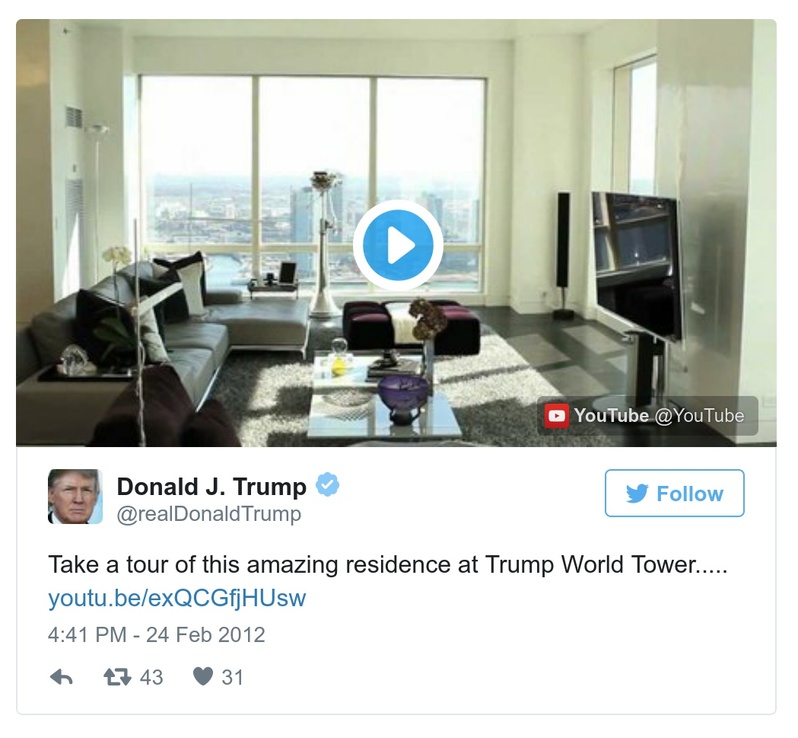 YouTube @YouTube
Donald J. Trump
@realDonaldTrump
Follow
Take a tour of this amazing residence at Trump World Tower.....
youtu.be/exQCGfjHUsw
4:41 PM - 24 Feb 2012
43 31